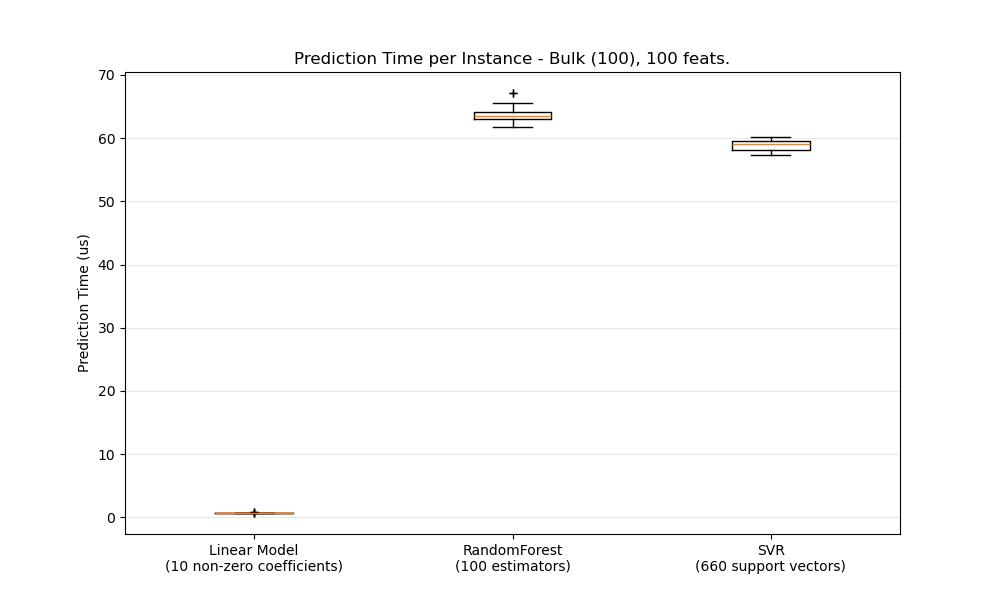 Prediction Time per Instance - Bulk (100), 100 feats.
Prediction Time (us)
70
60
50
40
30
20
10
0
Linear Model
(10 non-zero coefficients)
RandomForest
(100 estimators)
SVR
(660 support vectors)